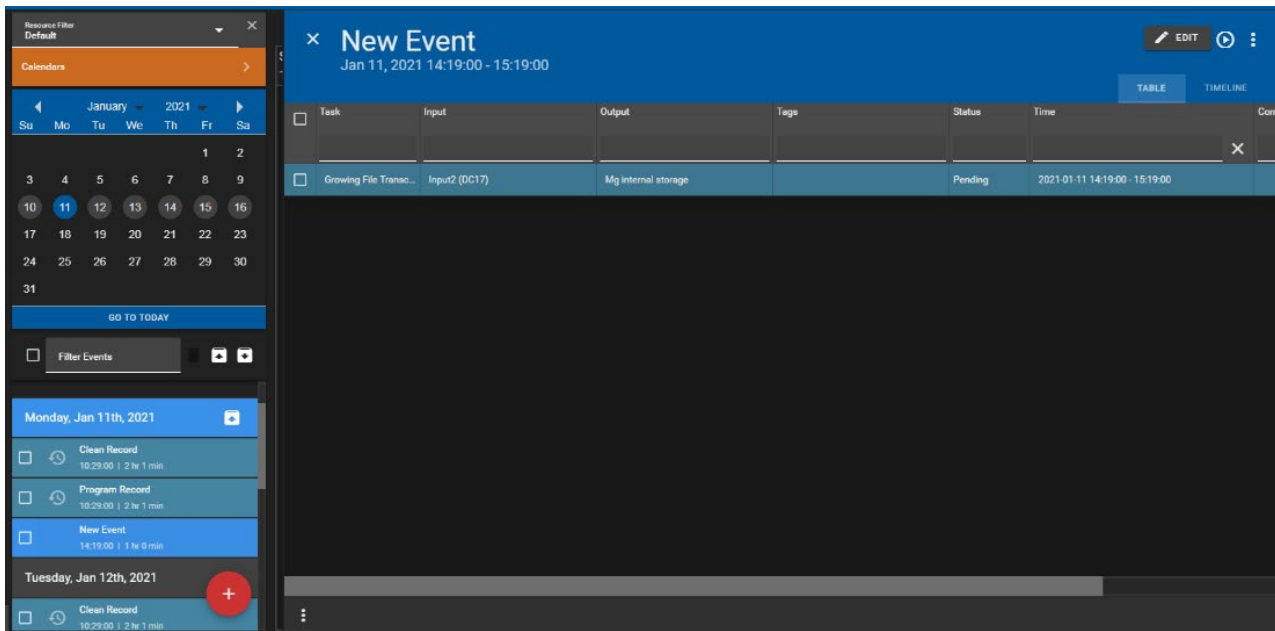 Resource Filter
Default
Calendars
January 2021
Su Mo Tu We Th Fr Sa
1 2
3 4 5 6 7 8 9
10 11 12 13 14 15 16
17 18 19 20 21 22 23
24 25 26 27 28 29 30
31
GO TO TODAY
Filter Events
Monday, Jan 11th, 2021
Clean Record
10:29:00 | 2 hr 1 min
Program Record
10:29:00 | 2 hr 1 min
New Event
14:19:00 | 1 hr 0 min
Tuesday, Jan 12th, 2021
+
Clean Record
10:29:00 | 2 hr 1 min
New Event
Jan 11, 2021 14:19:00 - 15:19:00
EDIT
TABLE TIMELINE
Task Input Output Tags Status Time Con
Growing File Transc... Input2 (DC17) Mg internal storage Pending 2021-01-11 14:19:00 - 15:19:00